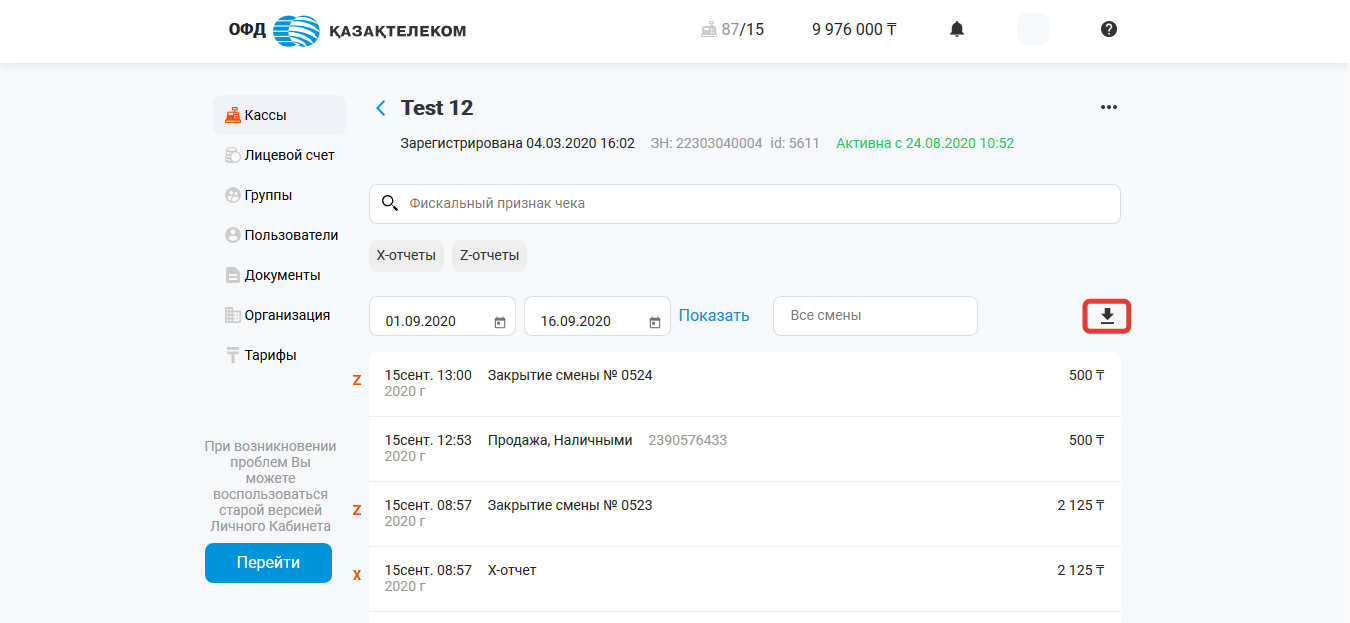 ОФД ҚАЗАҚТЕЛЕКОМ
87/15
9 976 000 ₸
Кассы
Лицевой счет
Группы
Пользователи
Документы
Организация
Тарифы
При возникновении
проблем Вы
можете
воспользоваться
старой версией
Личного Кабинета
Перейти
Test 12
Зарегистрирована 04.03.2020 16:02 ЗН: 22303040004 id: 5611 Активна с 24.08.2020 10:52
Фискальный признак чека
X-отчеты Z-отчеты
01.09.2020 16.09.2020 Показать Все смены
Z 15сент. 13:00 Закрытие смены № 0524 500 ₸
2020 г
15сент. 12:53 Продажа, Наличными 2390576433 500 ₸
2020 г
Z 15сент. 08:57 Закрытие смены № 0523 2 125 ₸
2020 г
X 15сент. 08:57 X-отчет 2 125 ₸
2020 г